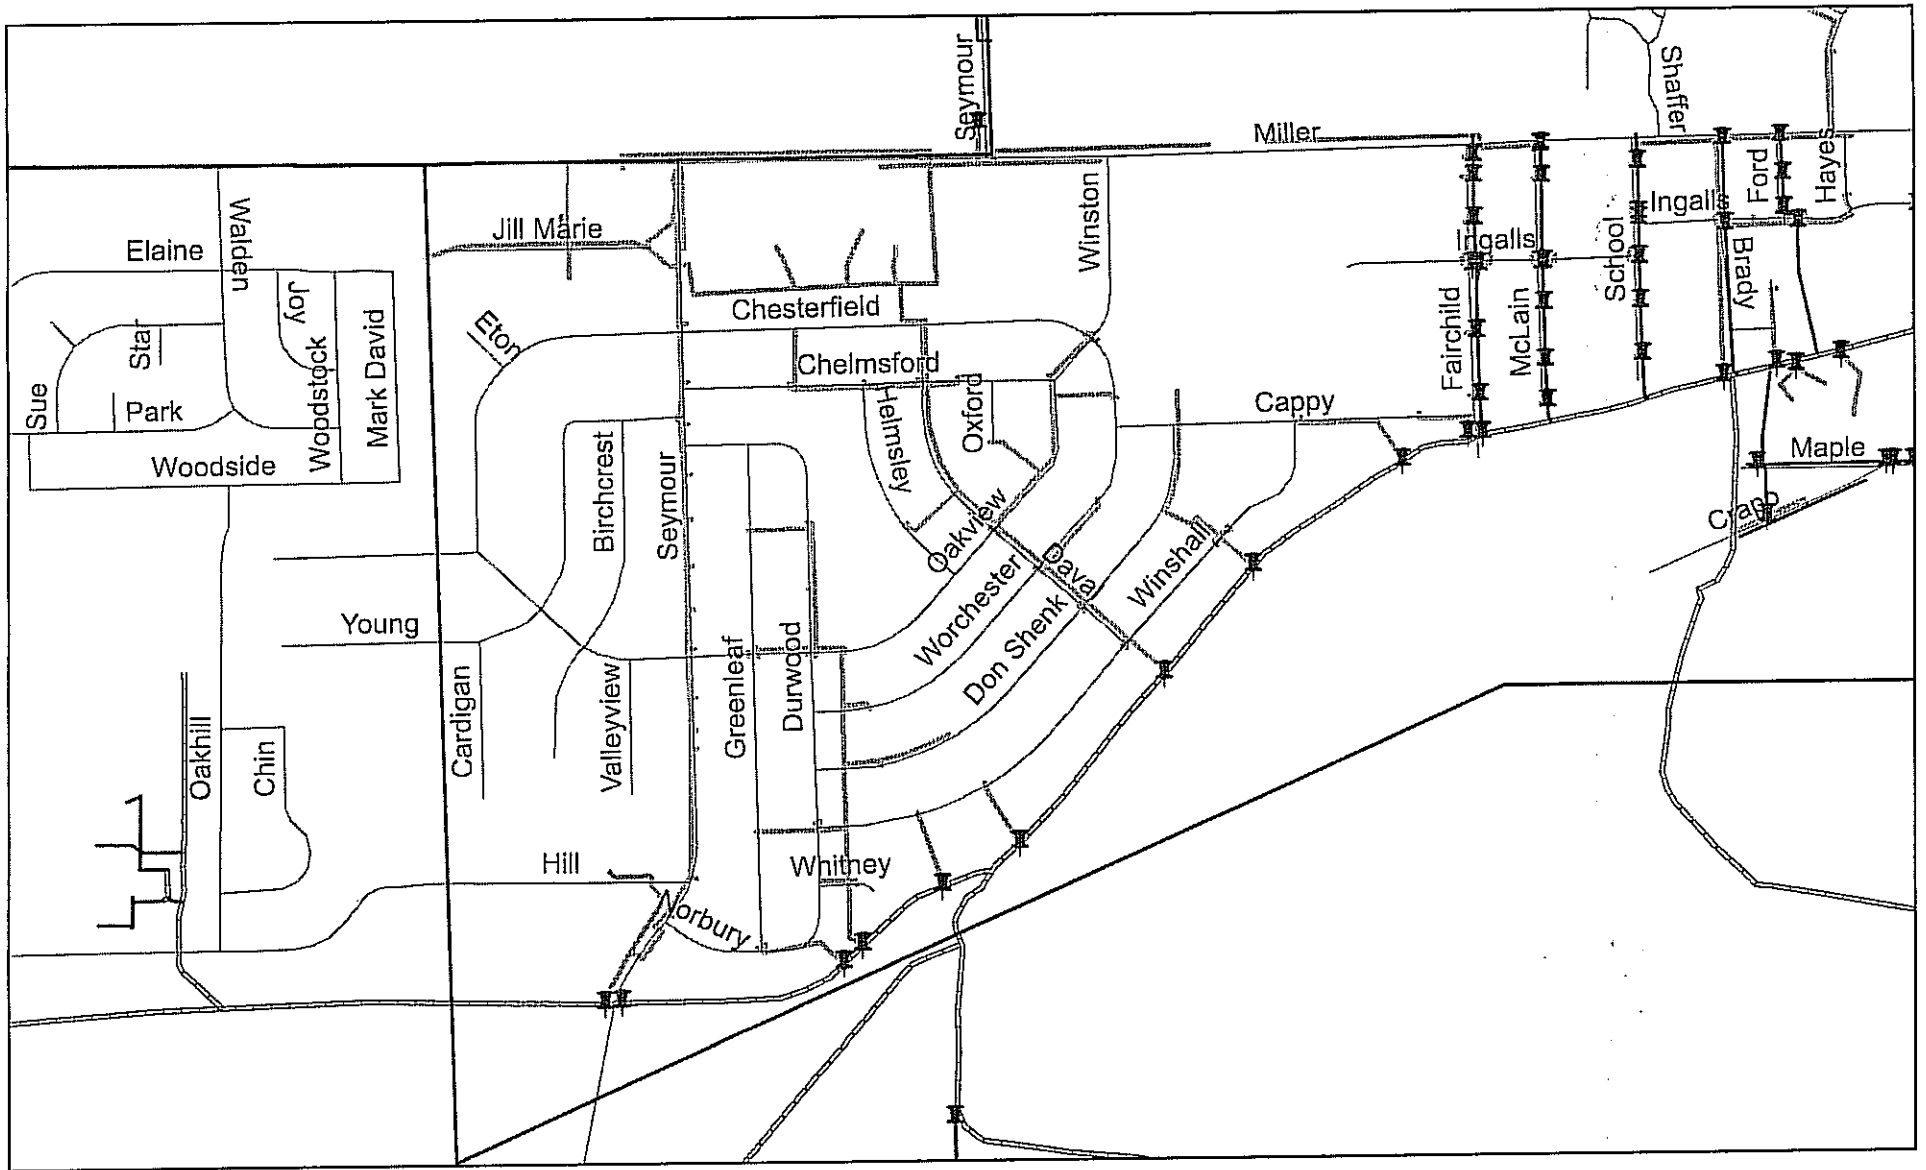 Seymour
Shaffer
Miller
Ford
Hayes
Walden
Elaine
Jill Marie
Winston
Ingalls
Ingalls
School
Brady
Joy
Chesterfield
Eton
Star
Woodstock
Mark David
Chelmsford
Fairchild
McLain
Sue
Park
Helmsley
Oxford
Cappy
Woodside
Birchcrest
Seymour
Maple
Crapo
Oakview
Dava
Winshall
Worchester
Don Shenk
Young
Greenleaf
Durwood
Cardigan
Valleyview
Oakhill
Chin
Hill
Whitney
Norbury